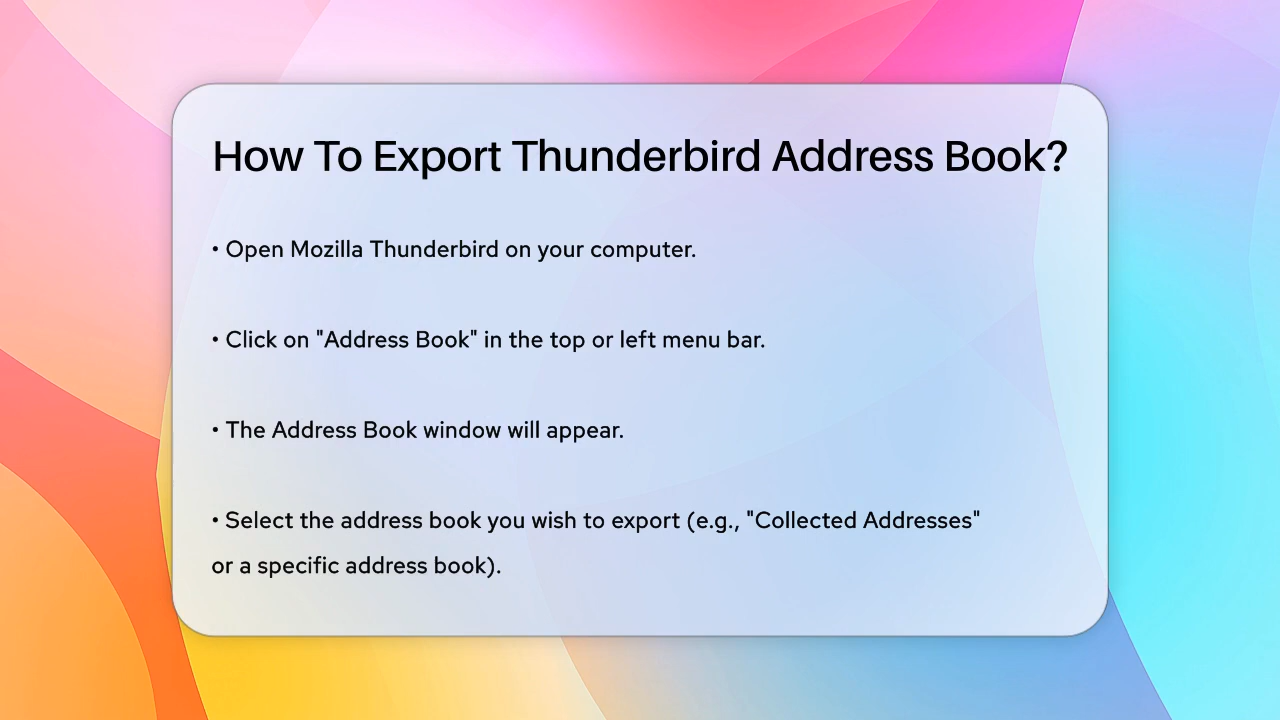 How To Export Thunderbird Address Book?
• Open Mozilla Thunderbird on your computer.
• Click on "Address Book" in the top or left menu bar.
• The Address Book window will appear.
• Select the address book you wish to export (e.g., "Collected Addresses"
or a specific address book).